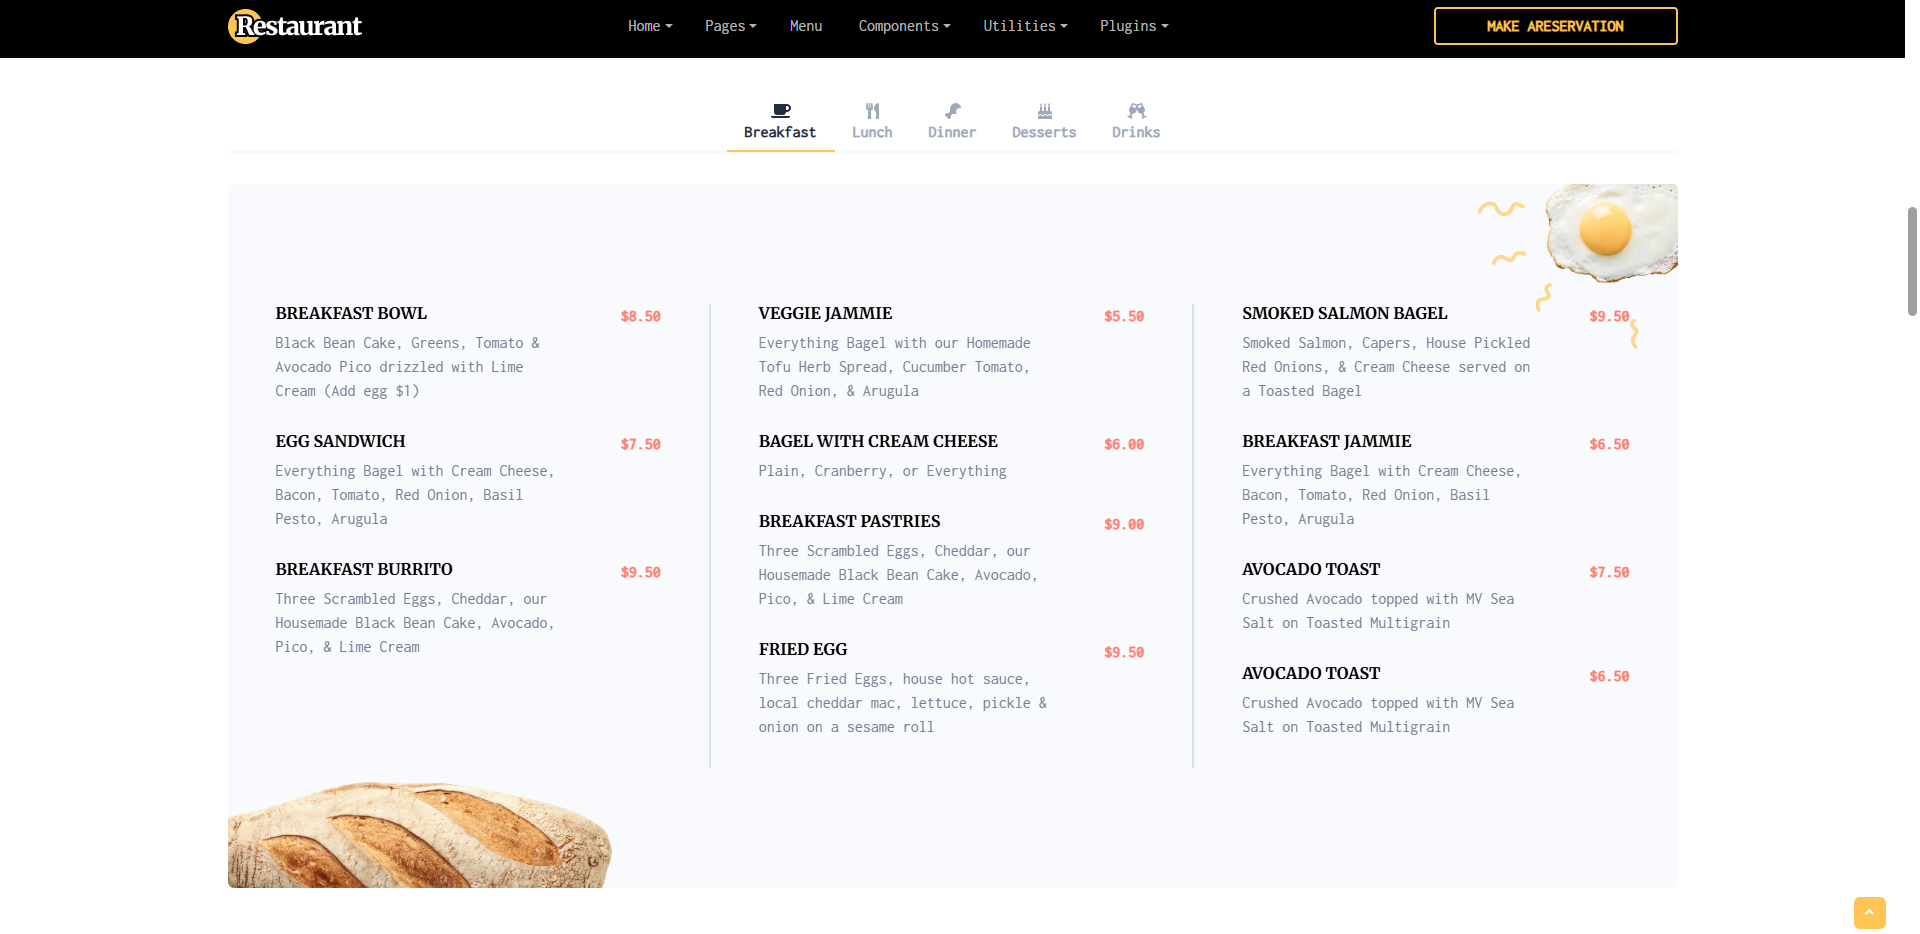 Restaurant
Home
Pages
Menu
Components
Utilities
Plugins
MAKE ARESERVATION
Breakfast
Lunch
Dinner
Desserts
Drinks
BREAKFAST BOWL $8.50
Black Bean Cake, Greens, Tomato &
Avocado Pico drizzled with Lime
Cream (Add egg $1)
EGG SANDWICH $7.50
Everything Bagel with Cream Cheese,
Bacon, Tomato, Red Onion, Basil
Pesto, Arugula
BREAKFAST BURRITO $9.50
Three Scrambled Eggs, Cheddar, our
Housemade Black Bean Cake, Avocado,
Pico, & Lime Cream
VEGGIE JAMMIE $5.50
Everything Bagel with our Homemade
Tofu Herb Spread, Cucumber Tomato,
Red Onion, & Arugula
BAGEL WITH CREAM CHEESE $6.00
Plain, Cranberry, or Everything
BREAKFAST PASTRIES $9.00
Three Scrambled Eggs, Cheddar, our
Housemade Black Bean Cake, Avocado,
Pico, & Lime Cream
FRIED EGG $9.50
Three Fried Eggs, house hot sauce,
local cheddar mac, lettuce, pickle &
onion on a sesame roll
SMOKED SALMON BAGEL $9.50
Smoked Salmon, Capers, House Pickled
Red Onions, & Cream Cheese served on
a Toasted Bagel
BREAKFAST JAMMIE $6.50
Everything Bagel with Cream Cheese,
Bacon, Tomato, Red Onion, Basil
Pesto, Arugula
AVOCADO TOAST $7.50
Crushed Avocado topped with MV Sea
Salt on Toasted Multigrain
AVOCADO TOAST $6.50
Crushed Avocado topped with MV Sea
Salt on Toasted Multigrain